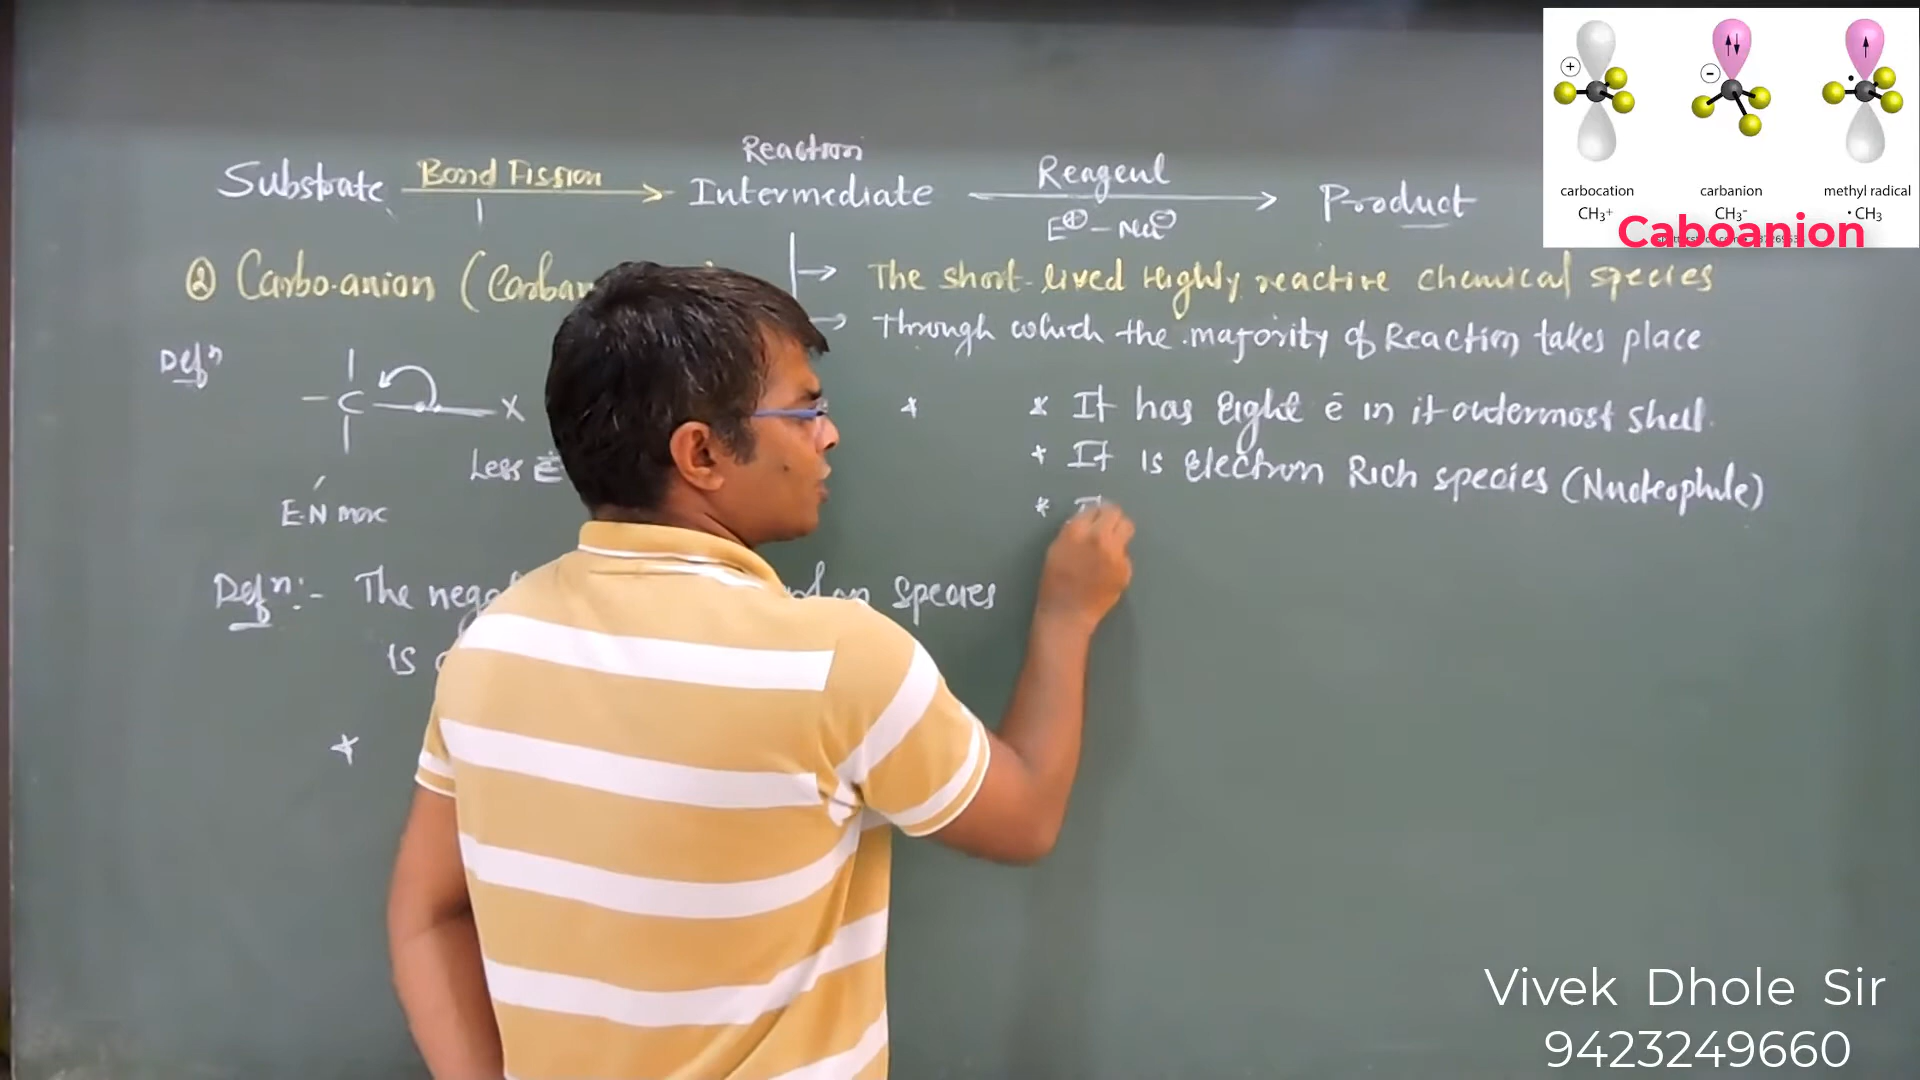 Substrate Bond Fission Reaction Intermediate Reagent E⊕ - Nu⊖ Product
② Carbo.anion (Carban
The short-lived Highly reactive chemical species
Through which the majority of Reaction takes place
Defⁿ
C X
Less E
E.N more
* * It has Eight ē in it outermost shell.
* It is Electron Rich species (Nucleophile)
* I
Defⁿ:- The neg species
is
*
carbocation carbanion methyl radical
CH₃⁺ CH₃⁻ •CH₃
Caboanion
Vivek Dhole Sir
9423249660